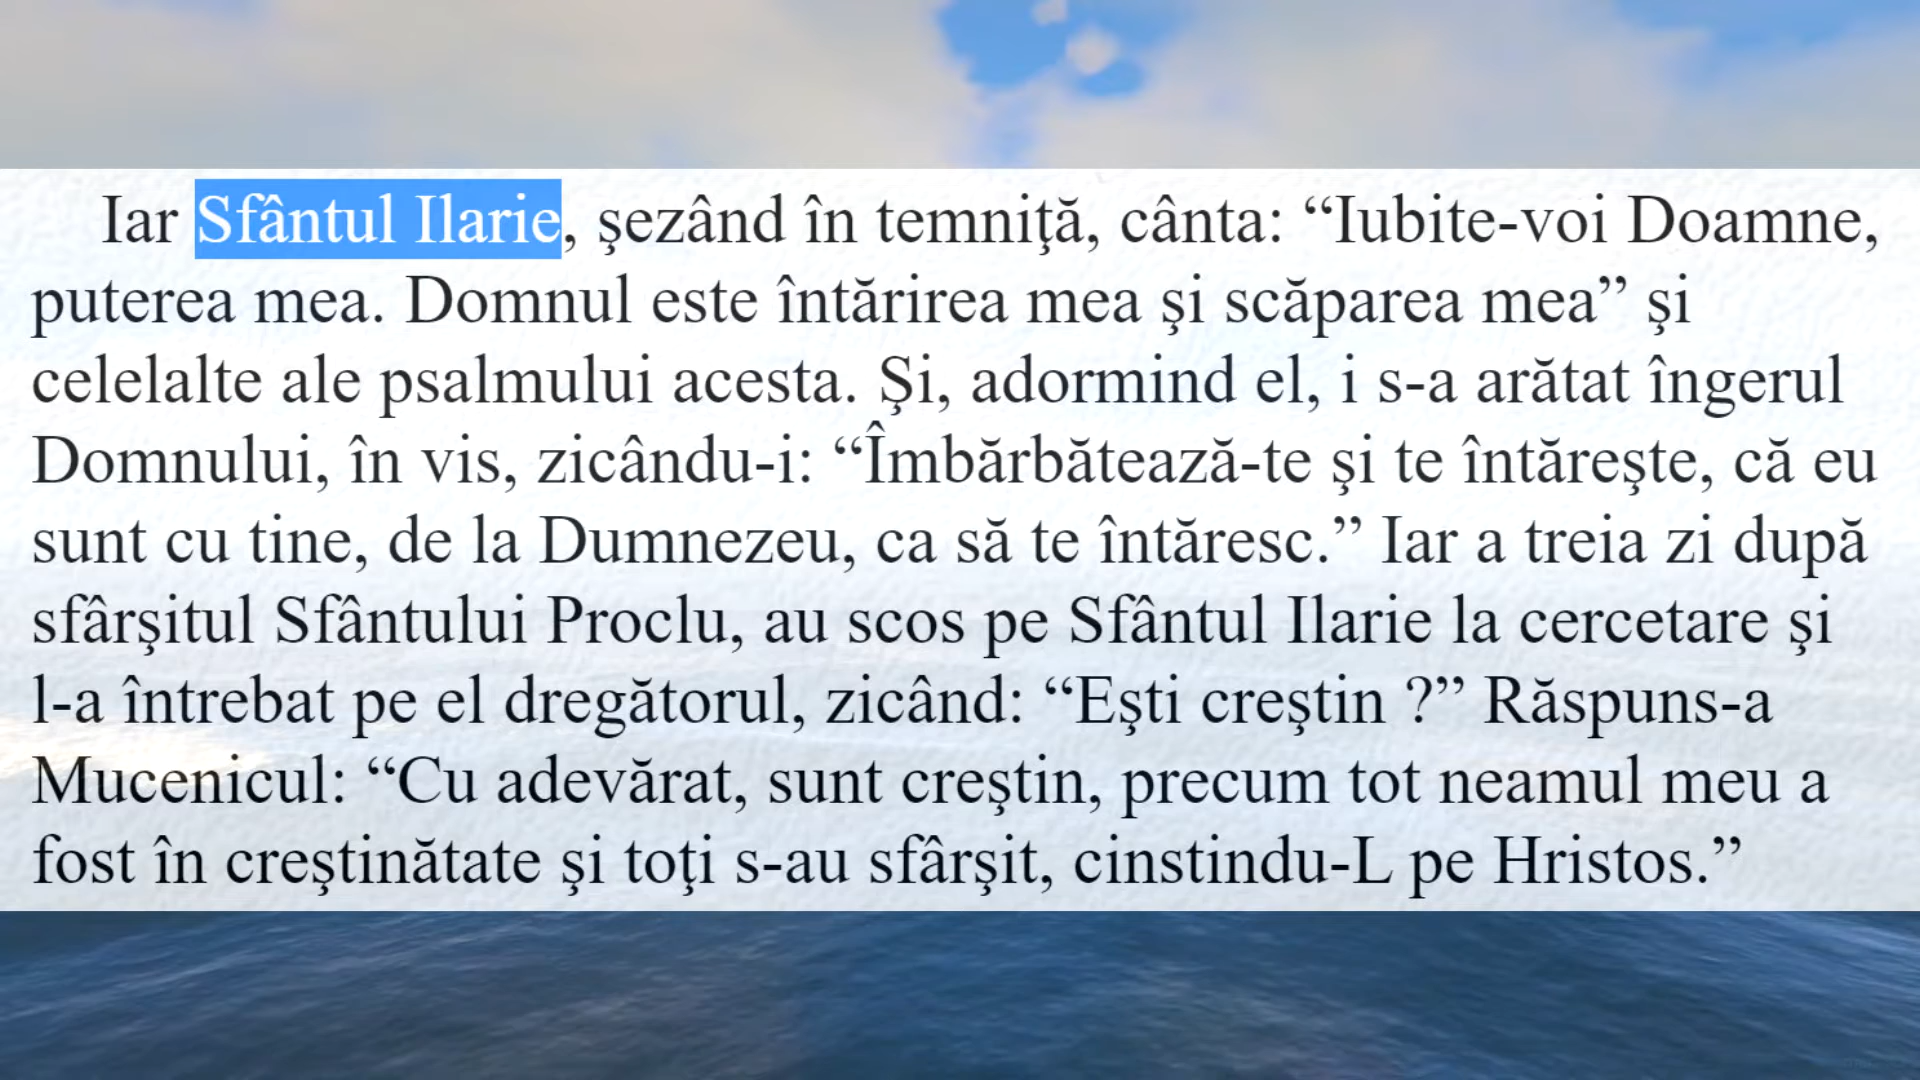 Iar Sfântul Ilarie, şezând în temniţă, cânta: “Iubite-voi Doamne,
puterea mea. Domnul este întărirea mea şi scăparea mea” şi
celelalte ale psalmului acesta. Şi, adormind el, i s-a arătat îngerul
Domnului, în vis, zicându-i: “Îmbărbătează-te şi te întăreşte, că eu
sunt cu tine, de la Dumnezeu, ca să te întăresc.” Iar a treia zi după
sfârşitul Sfântului Proclu, au scos pe Sfântul Ilarie la cercetare şi
l-a întrebat pe el dregătorul, zicând: “Eşti creştin ?” Răspuns-a
Mucenicul: “Cu adevărat, sunt creştin, precum tot neamul meu a
fost în creştinătate şi toţi s-au sfârşit, cinstindu-L pe Hristos.”